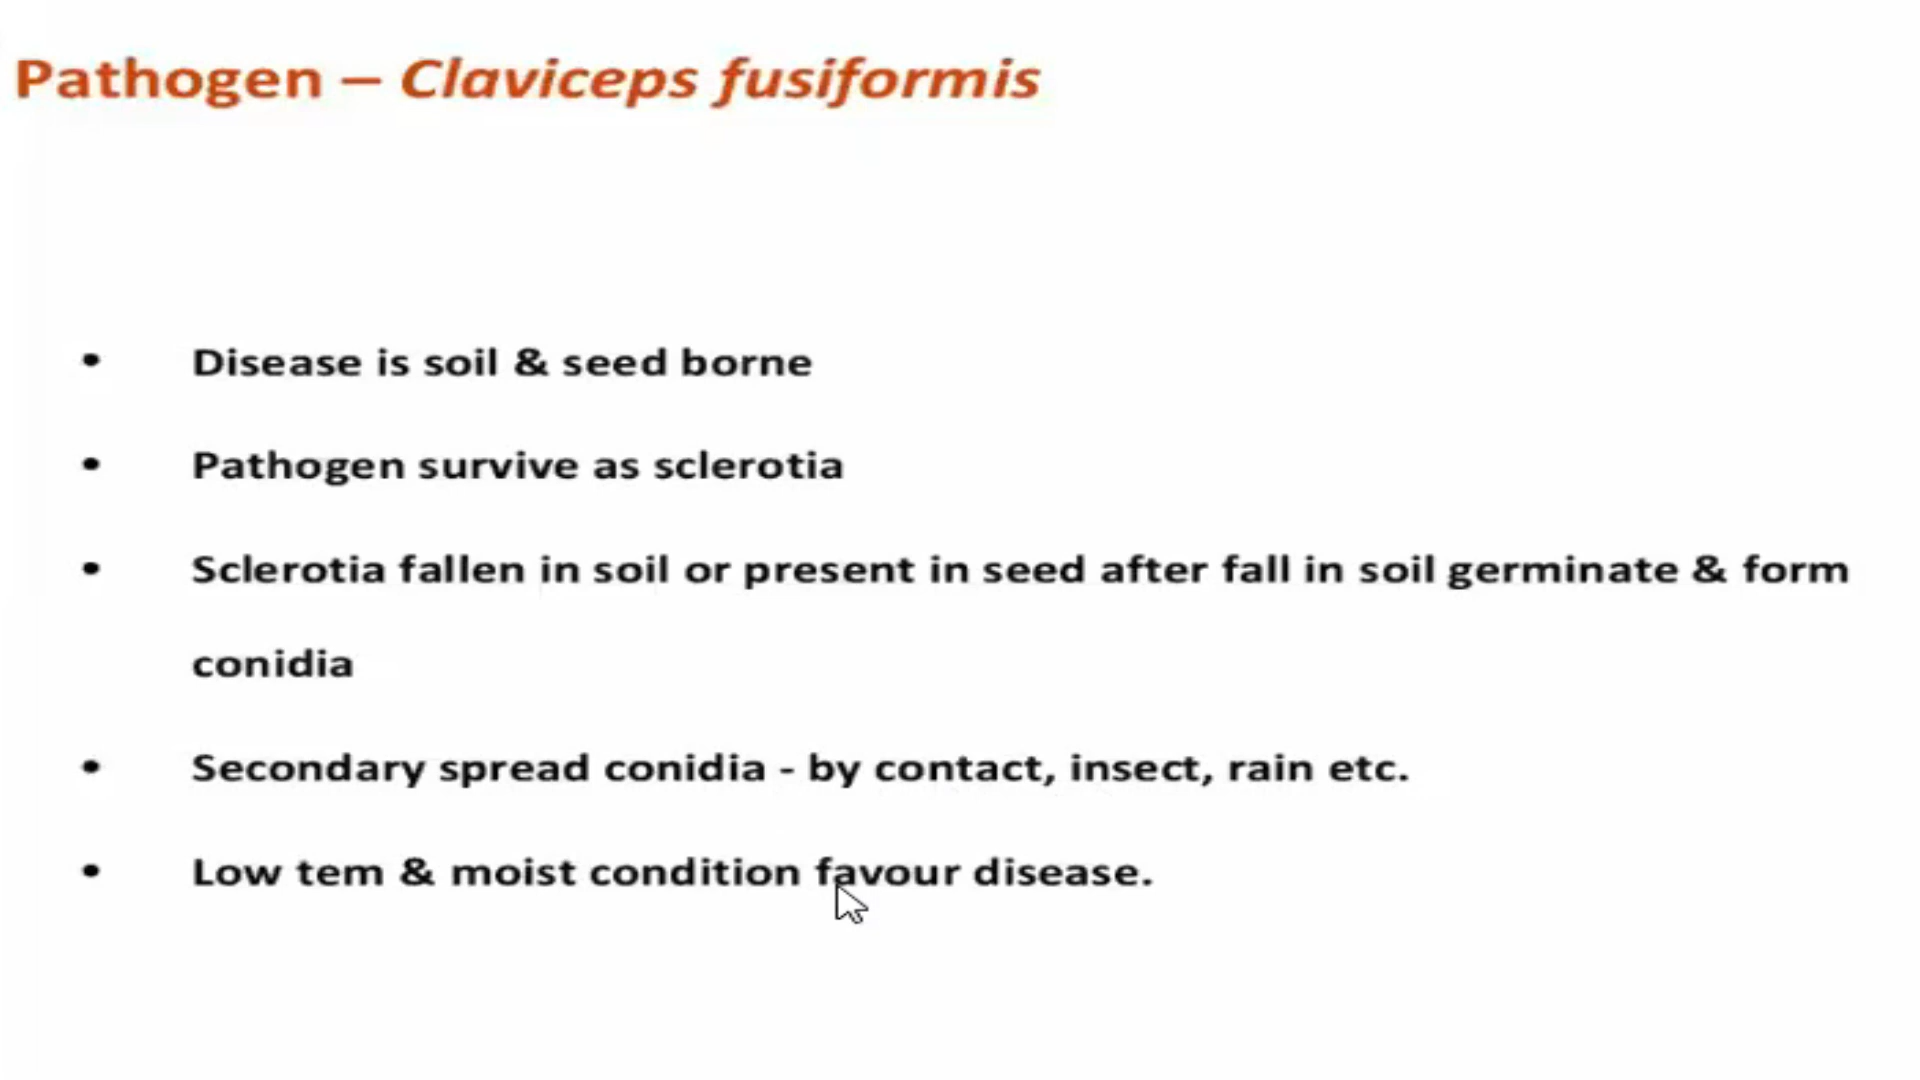 Pathogen – Claviceps fusiformis
• Disease is soil & seed borne
• Pathogen survive as sclerotia
• Sclerotia fallen in soil or present in seed after fall in soil germinate & form
conidia
• Secondary spread conidia - by contact, insect, rain etc.
• Low tem & moist condition favour disease.